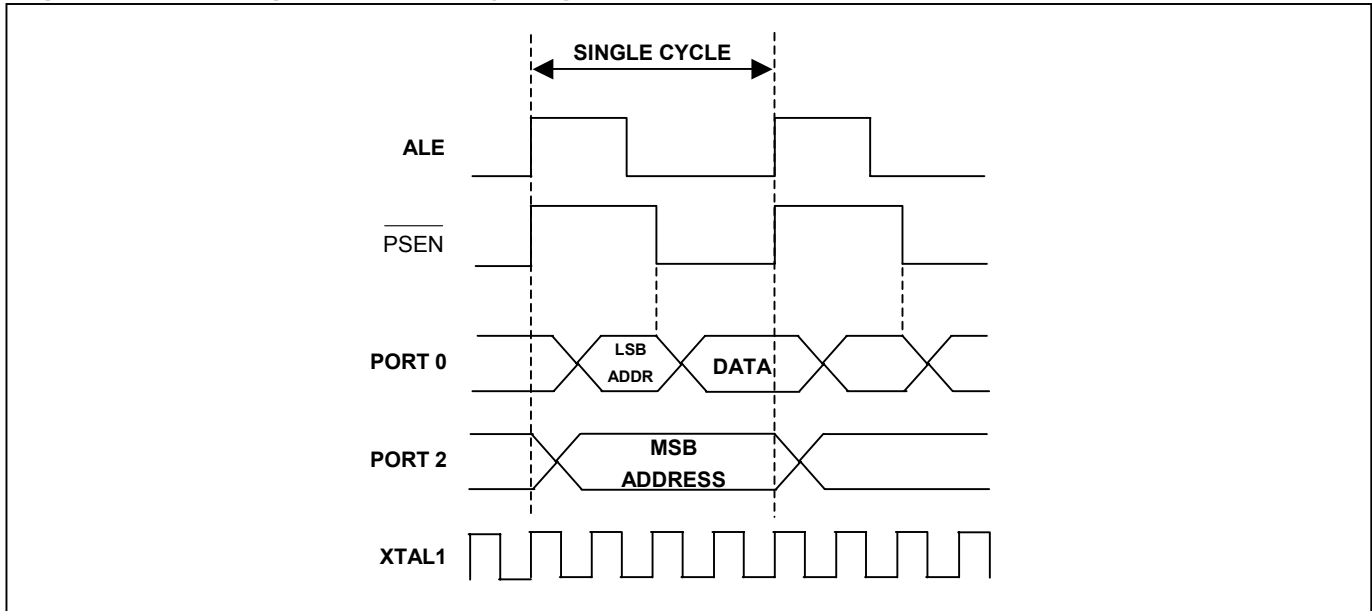 SINGLE CYCLE
ALE
PSEN
PORT 0
LSB
ADDR
DATA
PORT 2
MSB
ADDRESS
XTAL1